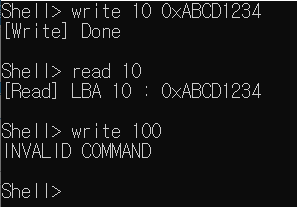 Shell> write 10 0xABCD1234
[Write] Done
Shell> read 10
[Read] LBA 10 : 0xABCD1234
Shell> write 100
INVALID COMMAND
Shell>